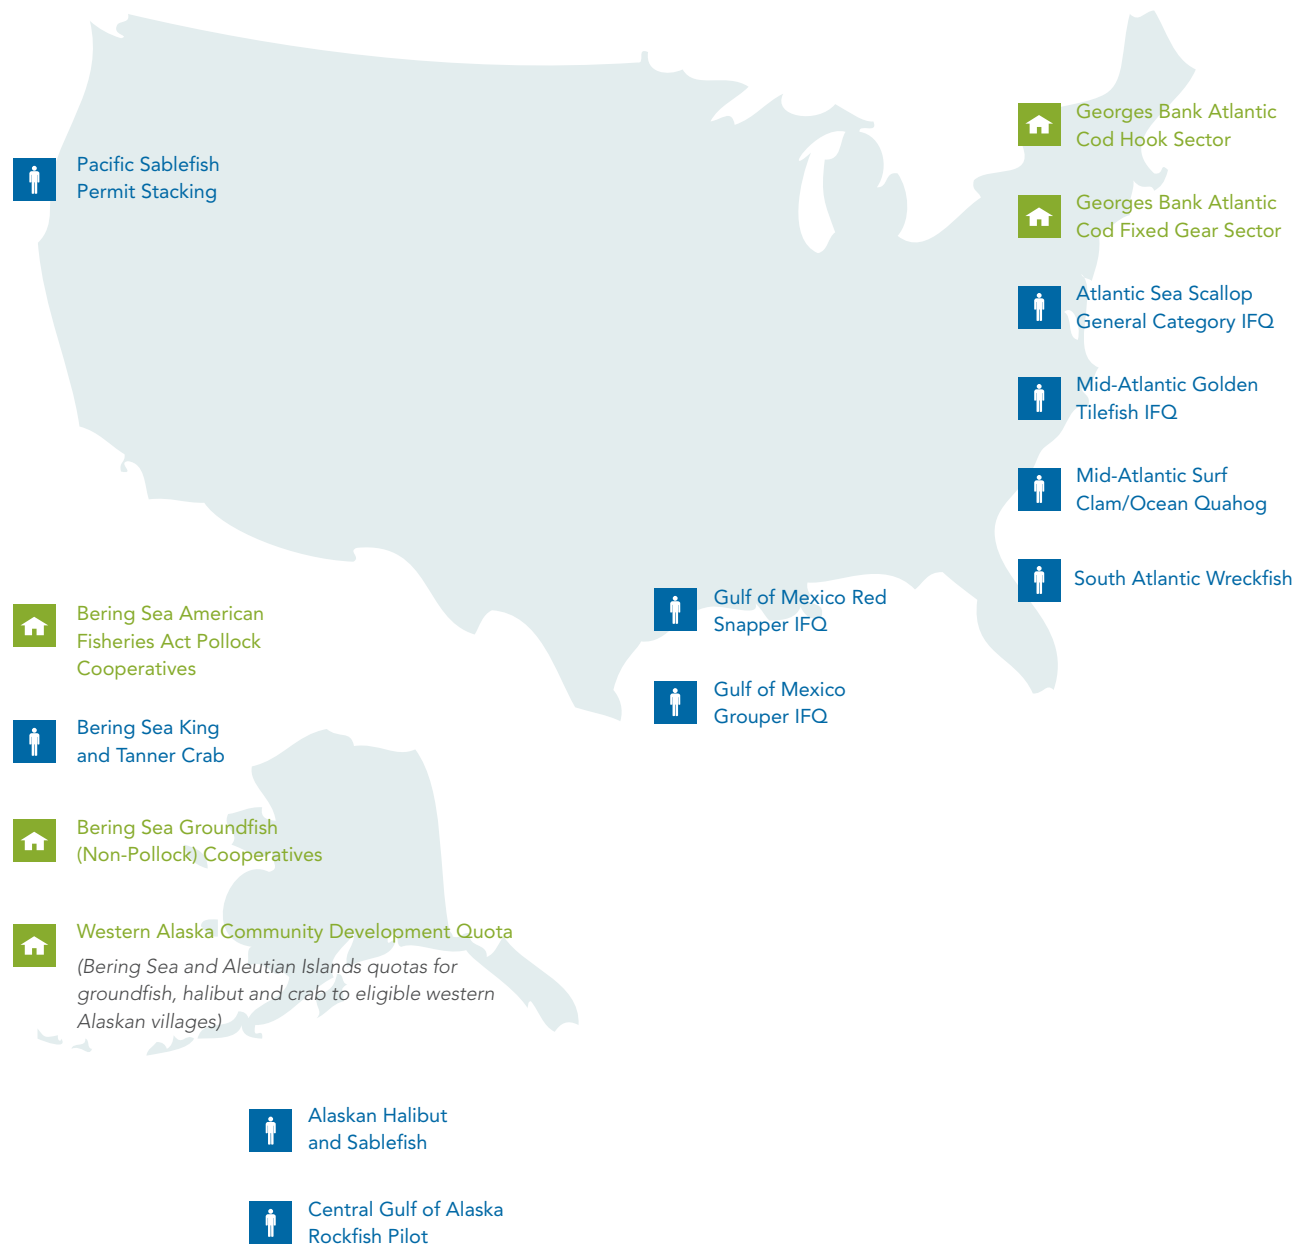 Georges Bank Atlantic
Cod Hook Sector
Pacific Sablefish
Permit Stacking
Georges Bank Atlantic
Cod Fixed Gear Sector
Atlantic Sea Scallop
General Category IFQ
Mid-Atlantic Golden
Tilefish IFQ
Mid-Atlantic Surf
Clam/Ocean Quahog
South Atlantic Wreckfish
Gulf of Mexico Red
Snapper IFQ
Gulf of Mexico
Grouper IFQ
Bering Sea American
Fisheries Act Pollock
Cooperatives
Bering Sea King
and Tanner Crab
Bering Sea Groundfish
(Non-Pollock) Cooperatives
Western Alaska Community Development Quota
(Bering Sea and Aleutian Islands quotas for
groundfish, halibut and crab to eligible western
Alaskan villages)
Alaskan Halibut
and Sablefish
Central Gulf of Alaska
Rockfish Pilot